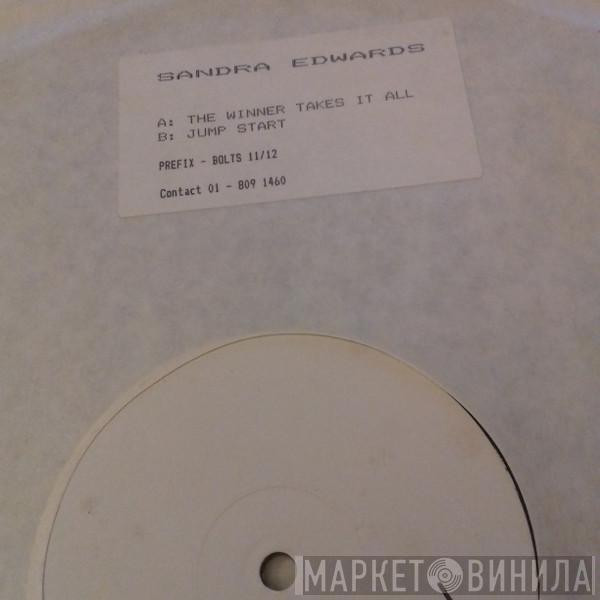 SANDRA EDWARDS
A: THE WINNER TAKES IT ALL
B: JUMP START
PREFIX - BOLTS 11/12
Contact 01 - 809 1460
МАРКЕТ ВИНИЛА